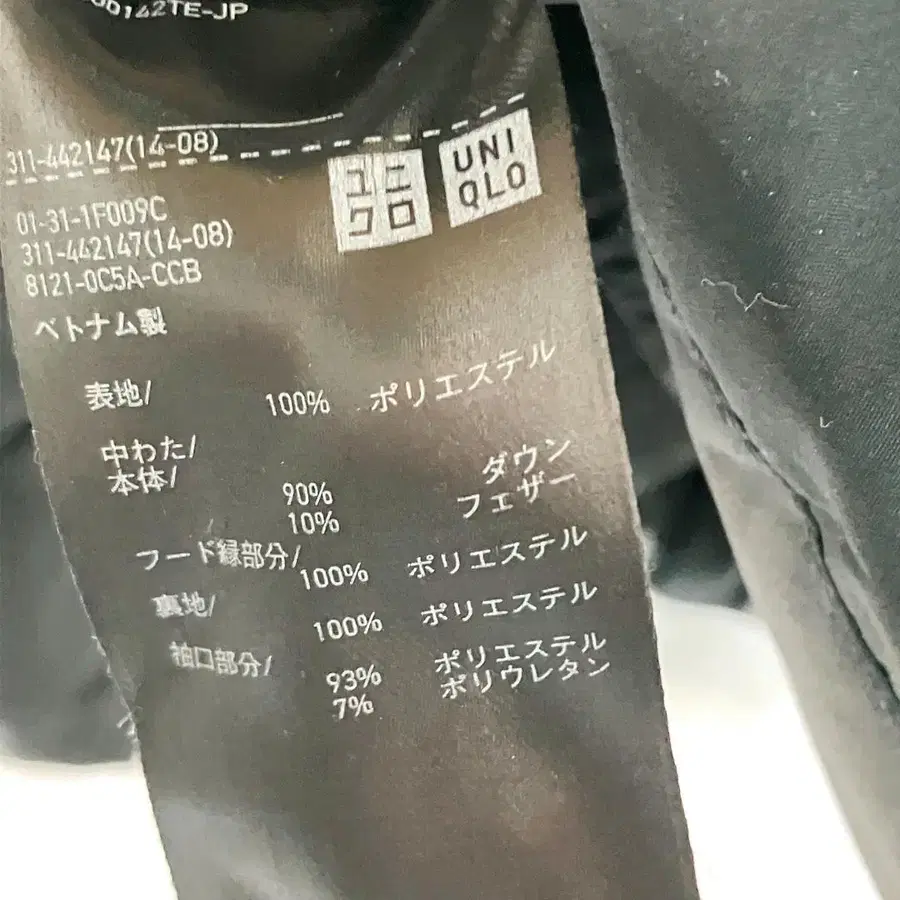 142TE-JP
311-442147(14-08)
ユニ
クロ
UNI
QLO
01-31-1F009C
311-442147(14-08)
8121-0C5A-CCB
ベトナム製
表地/
100% ポリエステル
中わた/
本体/
90% ダウン
10% フェザー
フード縁部分/
100% ポリエステル
裏地/
100% ポリエステル
袖口部分/
93% ポリエステル
7% ポリウレタン